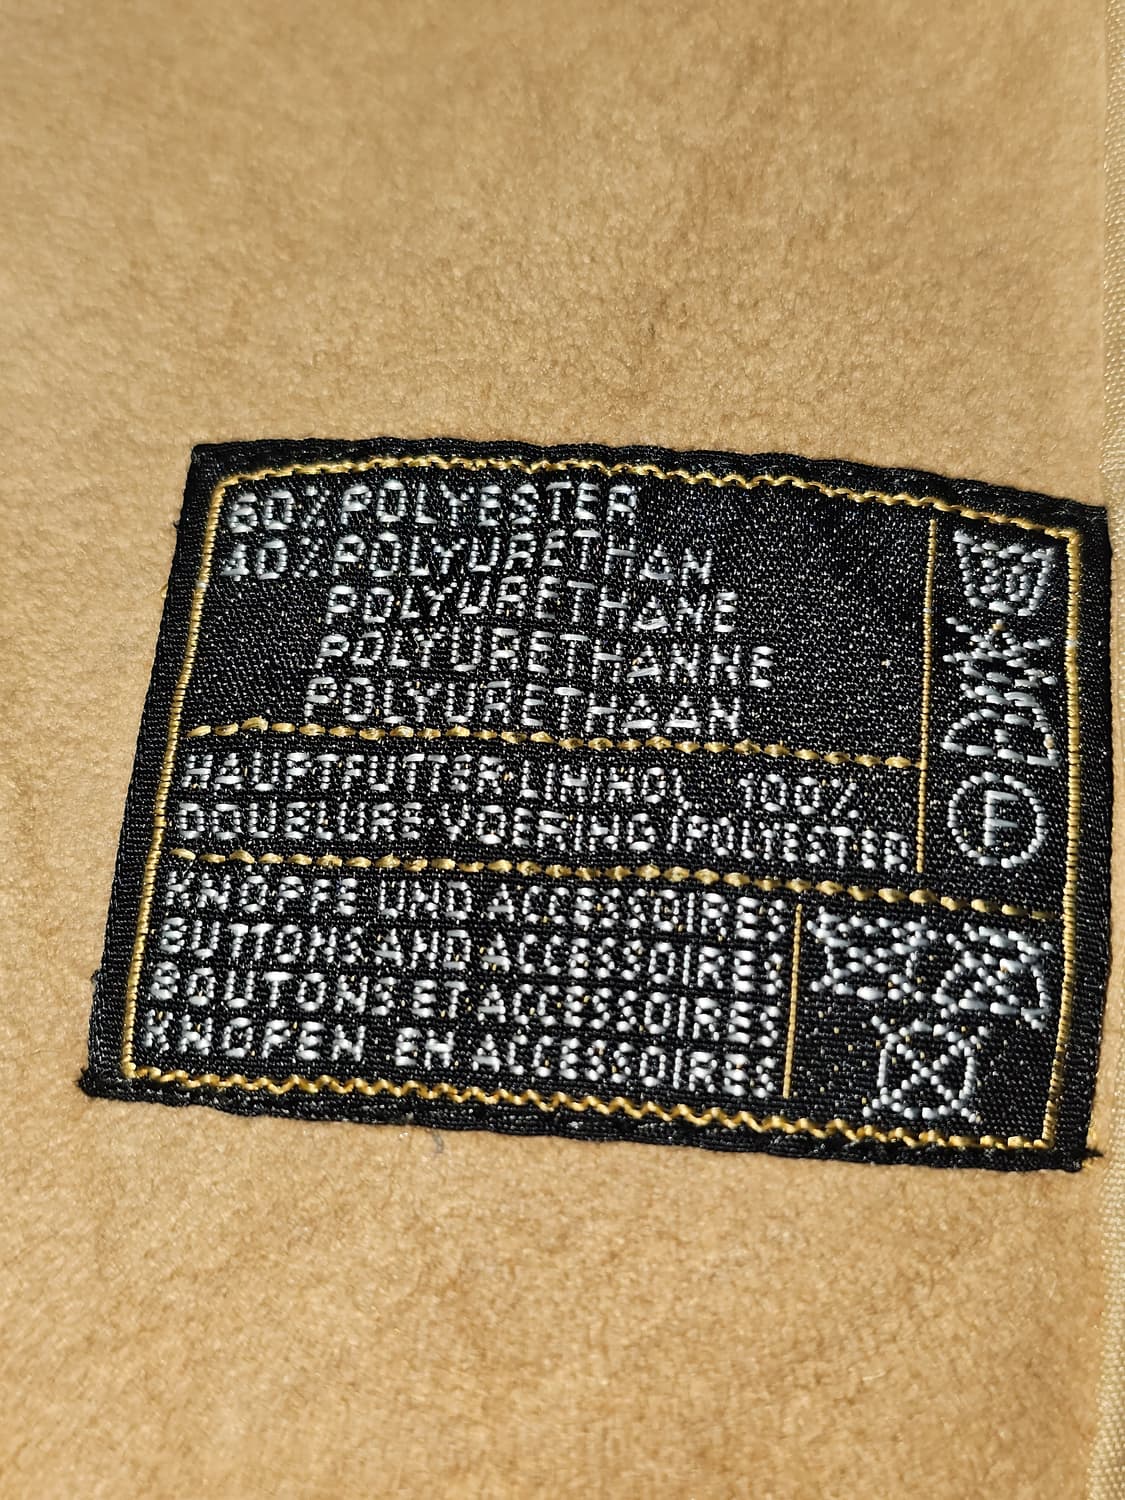 60% POLYESTER
40% POLYURETHAN
POLYURETHANE
POLYURETHANNE
POLYURETHAAN
HAUPTFUTTER LINING, 100%
DOUBLURE VOERING POLYESTER
KNÖPFE UND ACCESSOIRES
BUTTONS AND ACCESSOIRES
BOUTONS ET ACCESSOIRES
KNOPEN EN ACCESSOIRES